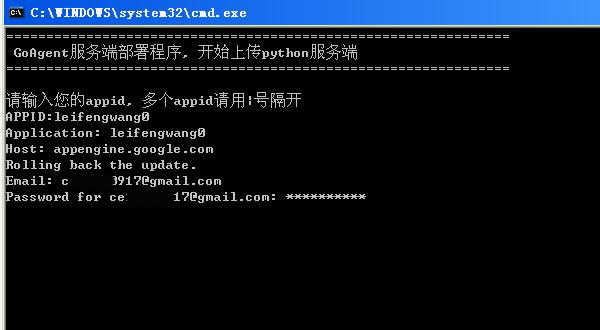 C:\WINDOWS\system32\cmd.exe
===============================================================
GoAgent服务端部署程序, 开始上传python服务端
===============================================================
请输入您的appid, 多个appid请用|号隔开
APPID:leifengwang0
Application: leifengwang0
Host: appengine.google.com
Rolling back the update.
Email: c 3917@gmail.com
Password for ce 17@gmail.com: **********